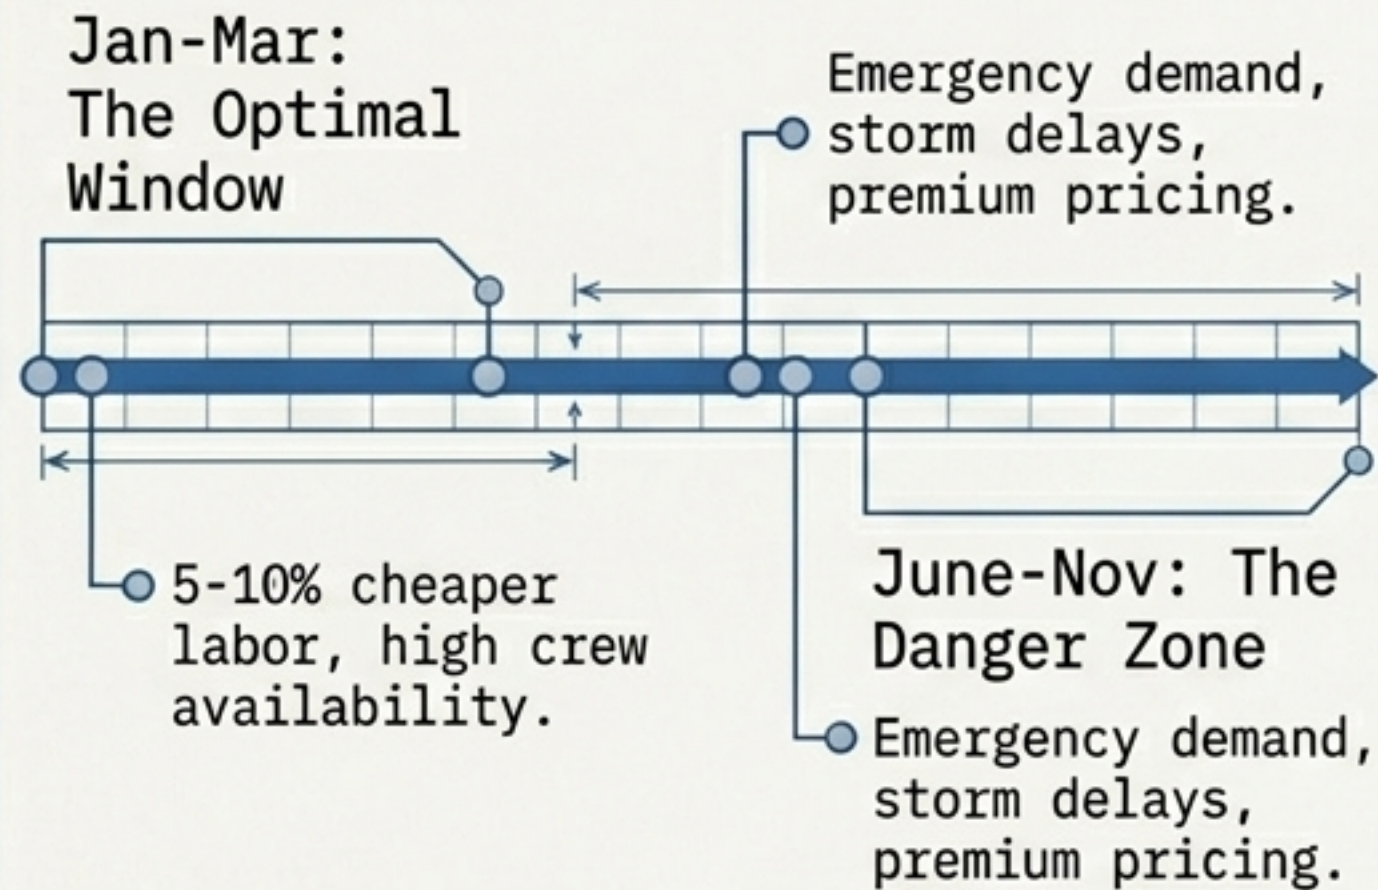 Jan-Mar:
The Optimal
Window
Emergency demand,
storm delays,
premium pricing.
5-10% cheaper
labor, high crew
availability.
June-Nov: The
Danger Zone
Emergency demand,
storm delays,
premium pricing.